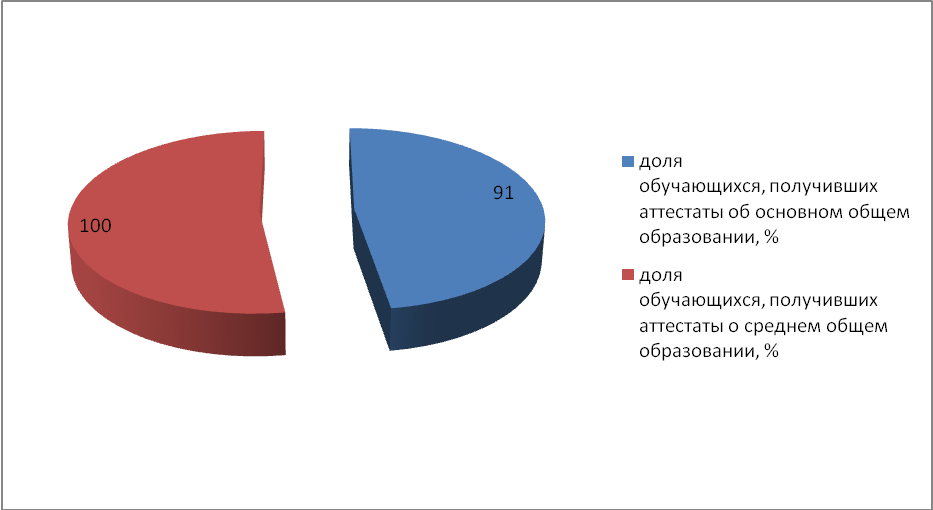 91
100
доля
обучающихся, получивших
аттестаты об основном общем
образовании, %
доля
обучающихся, получивших
аттестаты о среднем общем
образовании, %